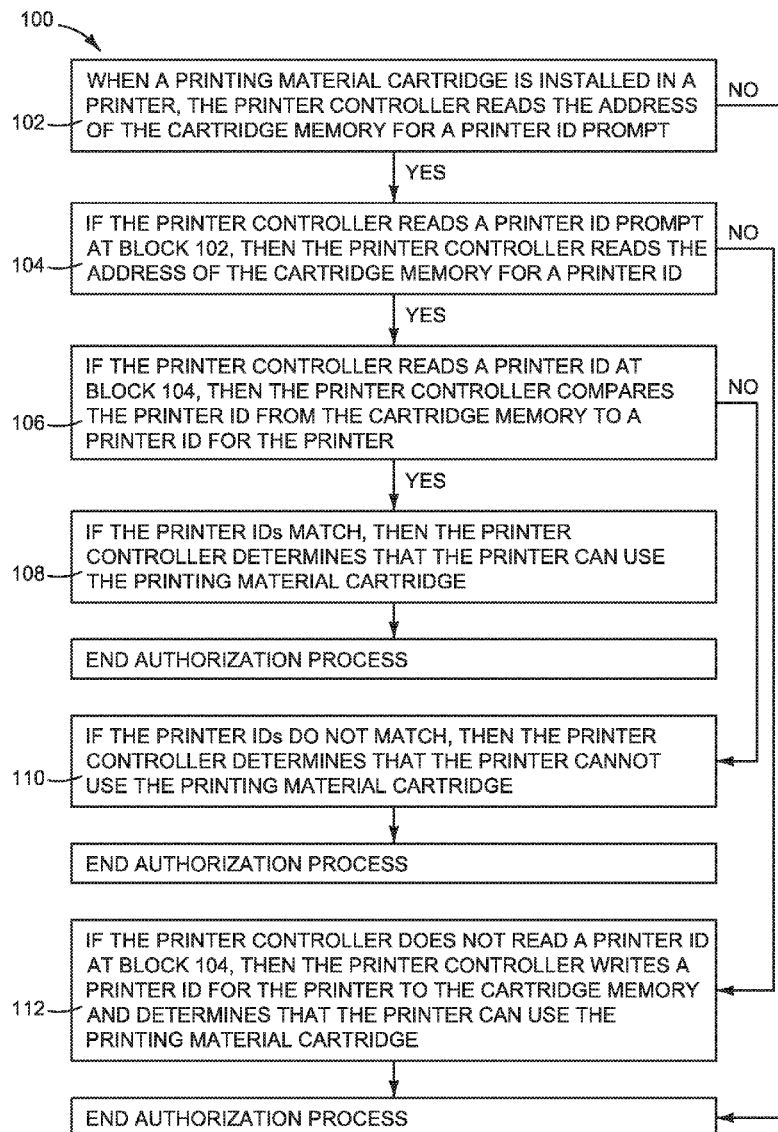 100
WHEN A PRINTING MATERIAL CARTRIDGE IS INSTALLED IN A
PRINTER, THE PRINTER CONTROLLER READS THE ADDRESS
OF THE CARTRIDGE MEMORY FOR A PRINTER ID PROMPT
102
NO
YES
IF THE PRINTER CONTROLLER READS A PRINTER ID PROMPT
AT BLOCK 102, THEN THE PRINTER CONTROLLER READS THE
ADDRESS OF THE CARTRIDGE MEMORY FOR A PRINTER ID
104
NO
YES
IF THE PRINTER CONTROLLER READS A PRINTER ID AT
BLOCK 104, THEN THE PRINTER CONTROLLER COMPARES
THE PRINTER ID FROM THE CARTRIDGE MEMORY TO A
PRINTER ID FOR THE PRINTER
106
NO
YES
IF THE PRINTER IDs MATCH, THEN THE PRINTER
CONTROLLER DETERMINES THAT THE PRINTER CAN USE
THE PRINTING MATERIAL CARTRIDGE
108
END AUTHORIZATION PROCESS
IF THE PRINTER IDs DO NOT MATCH, THEN THE PRINTER
CONTROLLER DETERMINES THAT THE PRINTER CANNOT
USE THE PRINTING MATERIAL CARTRIDGE
110
END AUTHORIZATION PROCESS
IF THE PRINTER CONTROLLER DOES NOT READ A PRINTER ID
AT BLOCK 104, THEN THE PRINTER CONTROLLER WRITES A
PRINTER ID FOR THE PRINTER TO THE CARTRIDGE MEMORY
AND DETERMINES THAT THE PRINTER CAN USE THE
PRINTING MATERIAL CARTRIDGE
112
END AUTHORIZATION PROCESS